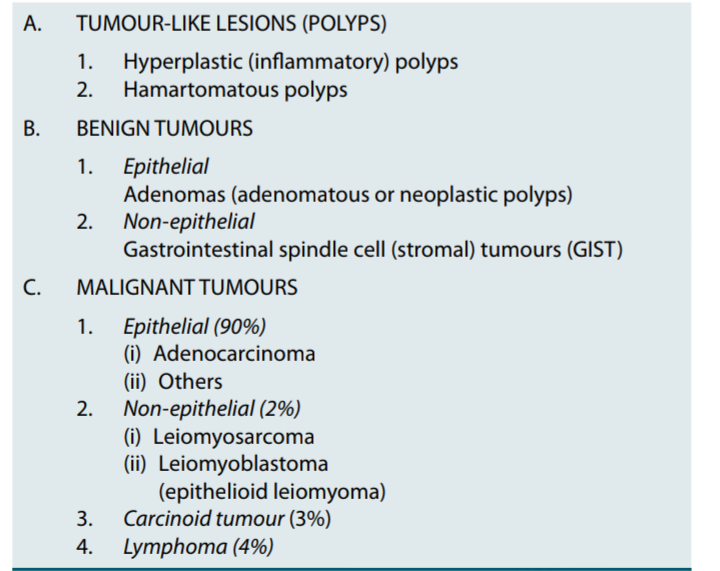 A. TUMOUR-LIKE LESIONS (POLYPS)
1. Hyperplastic (inflammatory) polyps
2. Hamartomatous polyps
B. BENIGN TUMOURS
1. Epithelial
Adenomas (adenomatous or neoplastic polyps)
2. Non-epithelial
Gastrointestinal spindle cell (stromal) tumours (GIST)
C. MALIGNANT TUMOURS
1. Epithelial (90%)
(i) Adenocarcinoma
(ii) Others
2. Non-epithelial (2%)
(i) Leiomyosarcoma
(ii) Leiomyoblastoma
(epithelioid leiomyoma)
3. Carcinoid tumour (3%)
4. Lymphoma (4%)